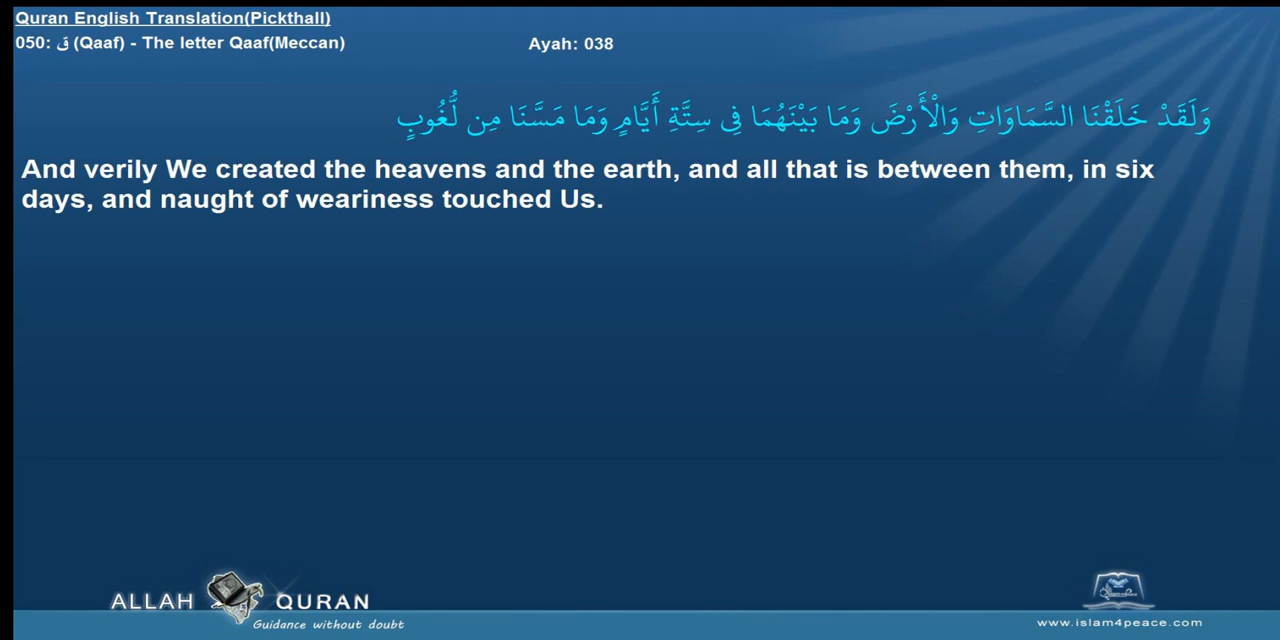 Quran English Translation(Pickthall)
050: ق (Qaaf) - The letter Qaaf(Meccan) Ayah: 038
وَلَقَدْ خَلَقْنَا السَّمَاوَاتِ وَالْأَرْضَ وَمَا بَيْنَهُمَا فِي سِتَّةِ أَيَّامٍ وَمَا مَسَّنَا مِن لُّغُوبٍ
And verily We created the heavens and the earth, and all that is between them, in six
days, and naught of weariness touched Us.
ALLAH QURAN
Guidance without doubt
www.islam4peace.com